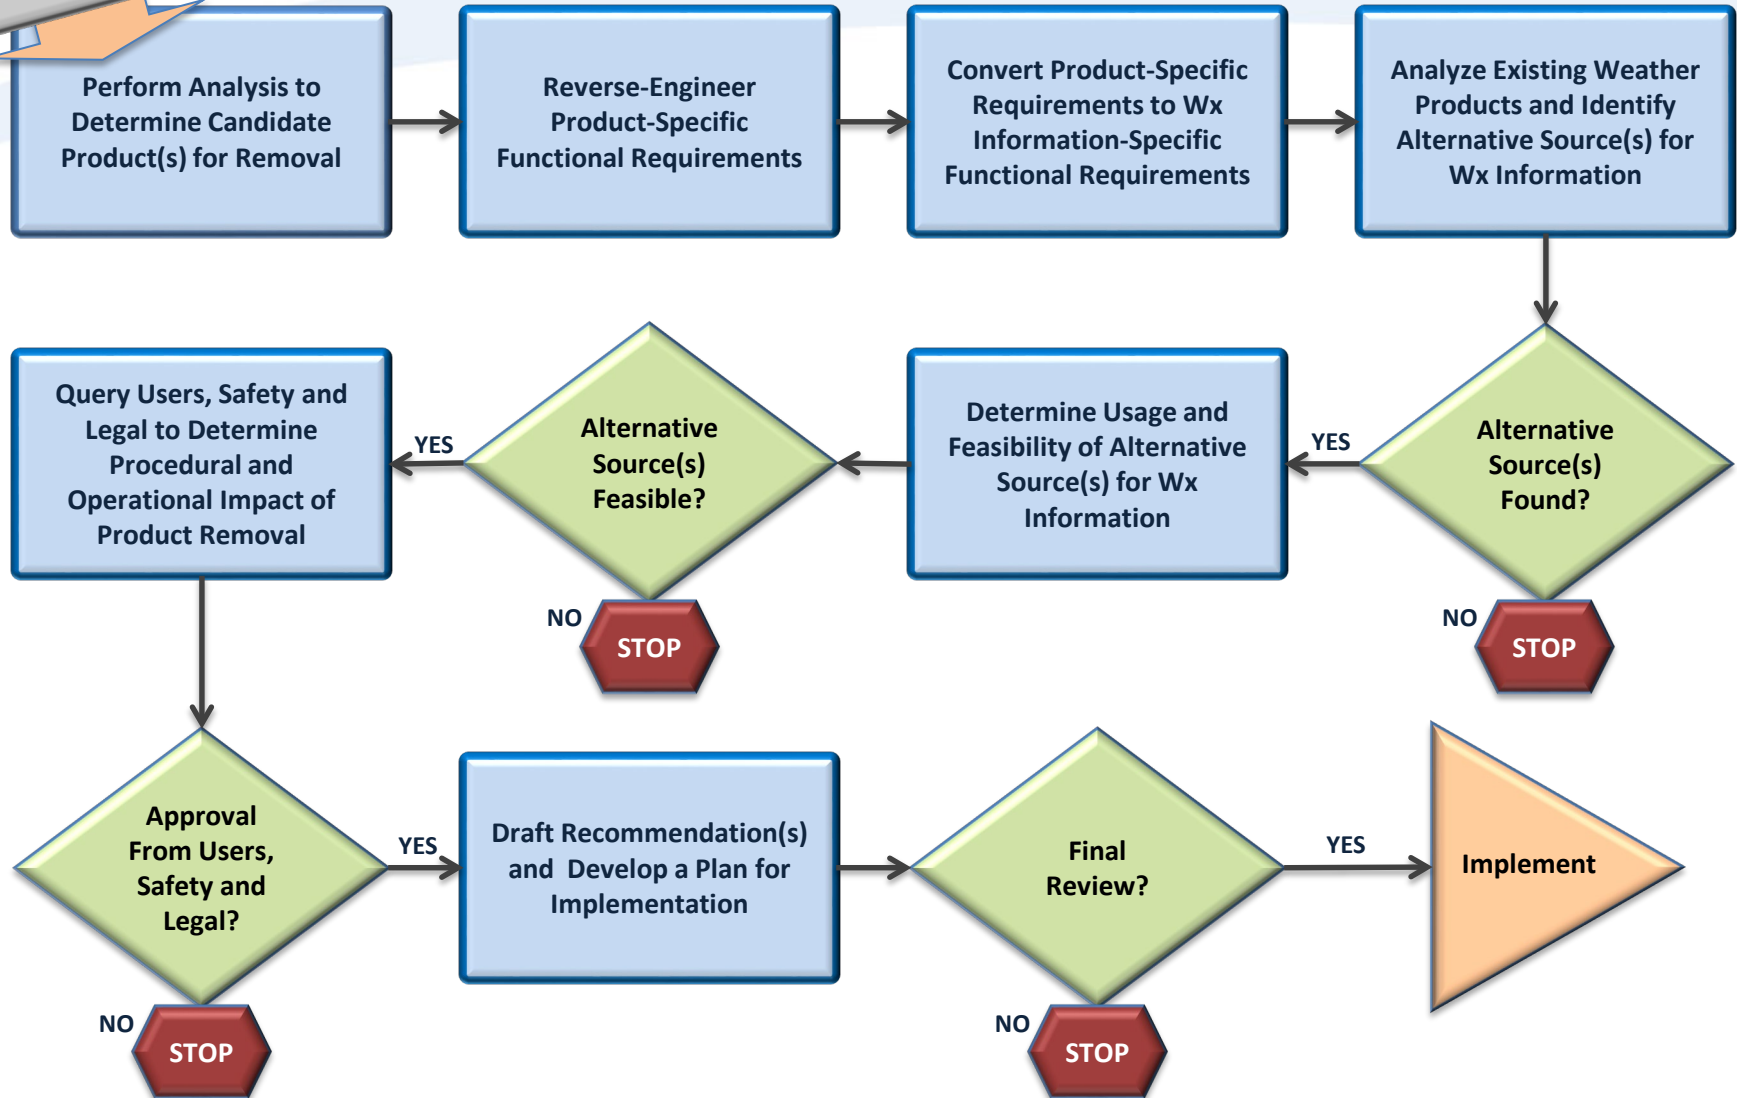 Perform Analysis to
Determine Candidate
Product(s) for Removal
Reverse-Engineer
Product-Specific
Functional Requirements
Convert Product-Specific
Requirements to Wx
Information-Specific
Functional Requirements
Analyze Existing Weather
Products and Identify
Alternative Source(s) for
Wx Information
Alternative
Source(s)
Found?
YES
NO
STOP
Determine Usage and
Feasibility of Alternative
Source(s) for Wx
Information
Alternative
Source(s)
Feasible?
YES
NO
STOP
Query Users, Safety and
Legal to Determine
Procedural and
Operational Impact of
Product Removal
Approval
From Users,
Safety and
Legal?
YES
NO
STOP
Draft Recommendation(s)
and Develop a Plan for
Implementation
Final
Review?
YES
NO
STOP
Implement